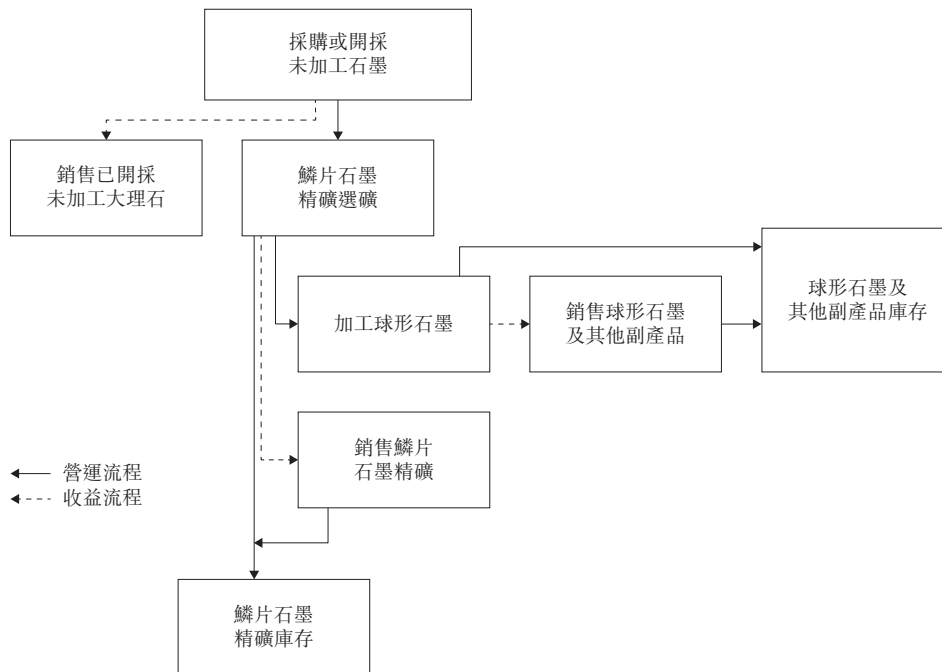 採購或開採
未加工石墨
銷售已開採
未加工大理石
鱗片石墨
精礦選礦
加工球形石墨
銷售球形石墨
及其他副產品
球形石墨及
其他副產品庫存
銷售鱗片
石墨精礦
營運流程
收益流程
鱗片石墨
精礦庫存